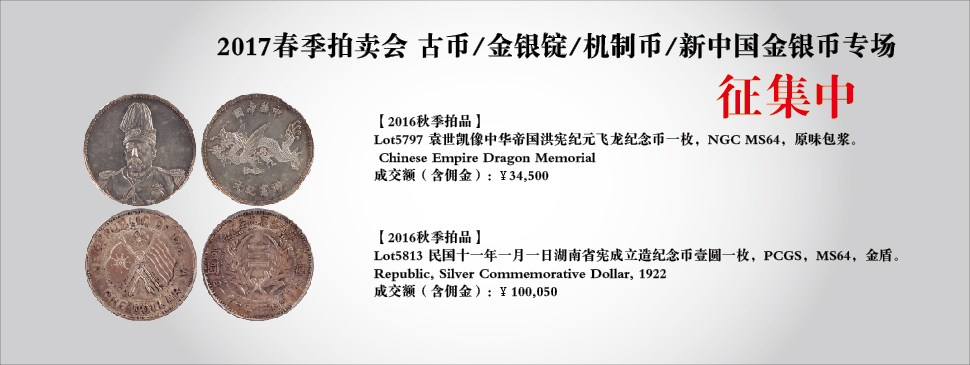 2017春季拍卖会 古币/金银锭/机制币/新中国金银币专场
征集中
【2016秋季拍品】
Lot5797 袁世凯像中华帝国洪宪纪元飞龙纪念币一枚，NGC MS64，原味包浆。
Chinese Empire Dragon Memorial
成交额（含佣金）：￥34,500
【2016秋季拍品】
Lot5813 民国十一年一月一日湖南省宪成立造纪念币壹圆一枚，PCGS，MS64，金盾。
Republic, Silver Commemorative Dollar, 1922
成交额（含佣金）：￥100,050